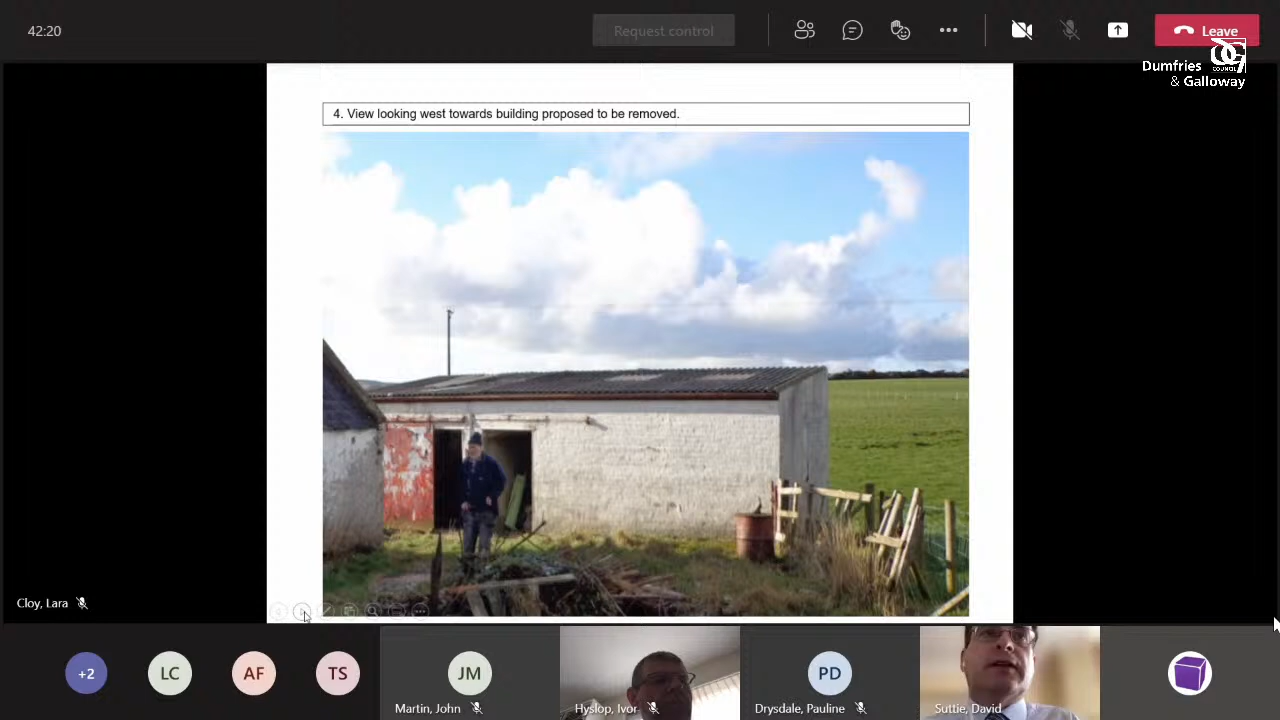 42:20
Request control
Leave
Dumfries
COUNCIL
& Galloway
4. View looking west towards building proposed to be removed.
Cloy, Lara
+2
LC
AF
TS
JM
PD
Martin, John
Hyslop, Ivor
Drysdale, Pauline
Suttie, David